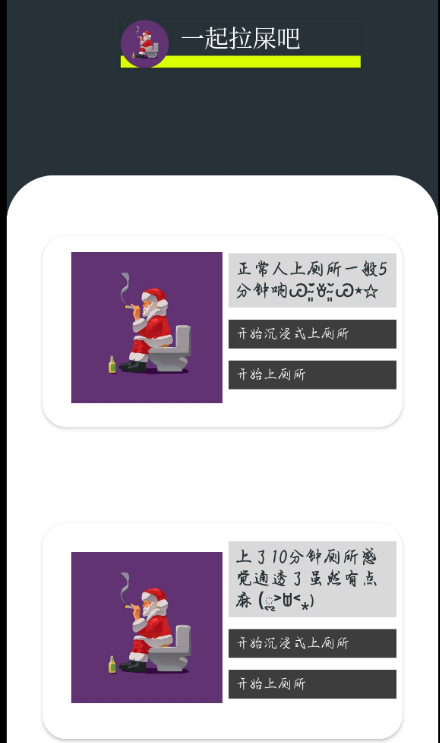 一起拉屎吧
正常人上厕所一般5
分钟呐
开始沉浸式上厕所
开始上厕所
上了10分钟厕所感
觉通透了虽然有点
麻
开始沉浸式上厕所
开始上厕所